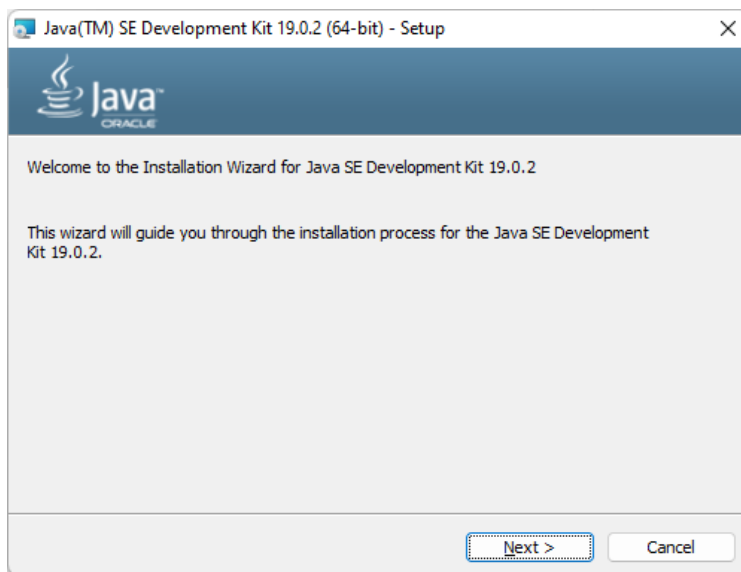 Java(TM) SE Development Kit 19.0.2 (64-bit) - Setup
Java™
ORACLE
Welcome to the Installation Wizard for Java SE Development Kit 19.0.2
This wizard will guide you through the installation process for the Java SE Development
Kit 19.0.2.
Next >
Cancel